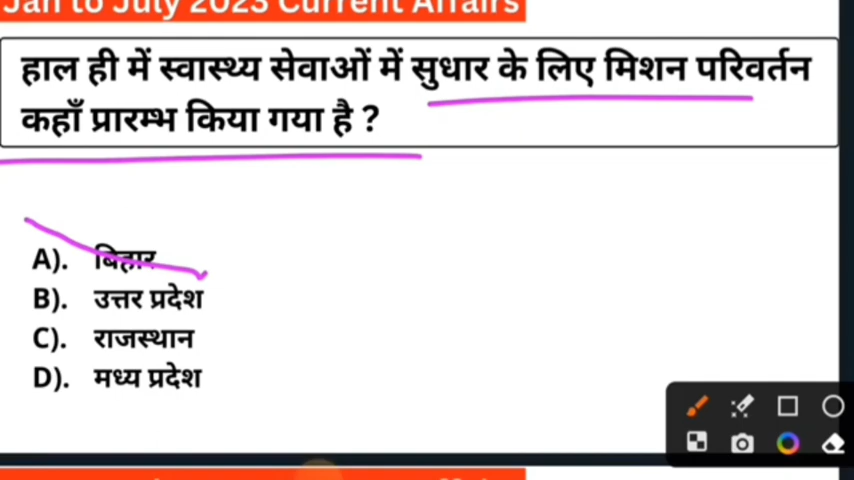 Jan to July 2023 Current Affairs
हाल ही में स्वास्थ्य सेवाओं में सुधार के लिए मिशन परिवर्तन
कहाँ प्रारम्भ किया गया है ?
A). बिहार
B). उत्तर प्रदेश
C). राजस्थान
D). मध्य प्रदेश